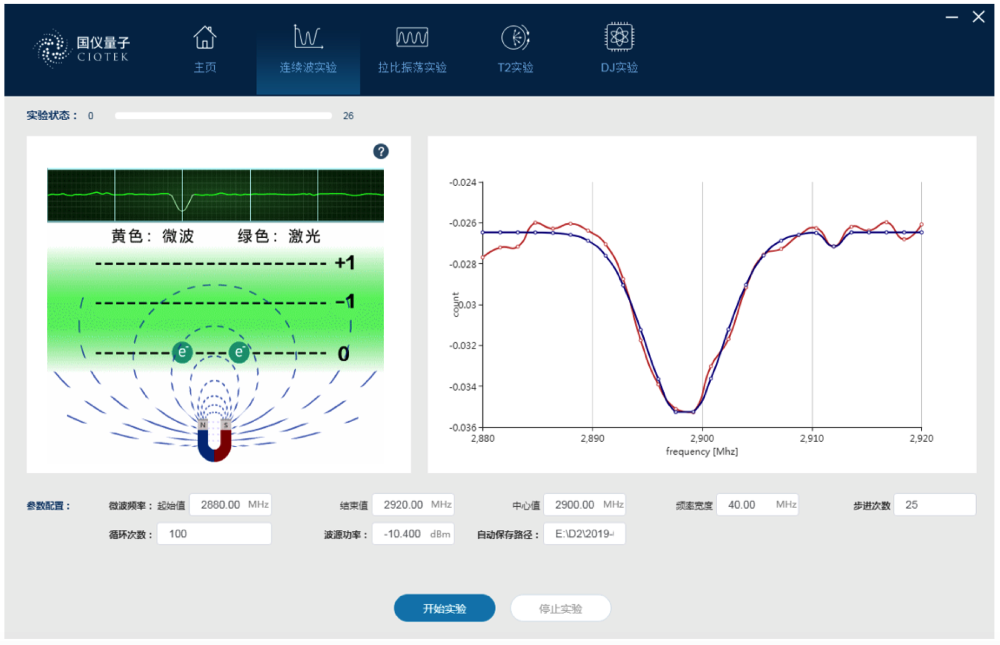 国仪量子
CIQTEK
主页
连续波实验
拉比振荡实验
T2实验
DJ实验
实验状态： 0 26
?
黄色：微波 绿色：激光
+1
-1
e- e-
0
N S
-0.024
-0.026
-0.028
0.03
-0.032
-0.034
-0.036
count
2,880 2,890 2,900 2,910 2,920
frequency [Mhz]
参数配置： 微波频率：起始值 2880.00 MHz 结束值 2920.00 MHz 中心值 2900.00 MHz 频率宽度 40.00 MHz 步进次数 25
循环次数： 100 波源功率： -10.400 dBm 自动保存路径： E:\D2\2019-
开始实验 停止实验